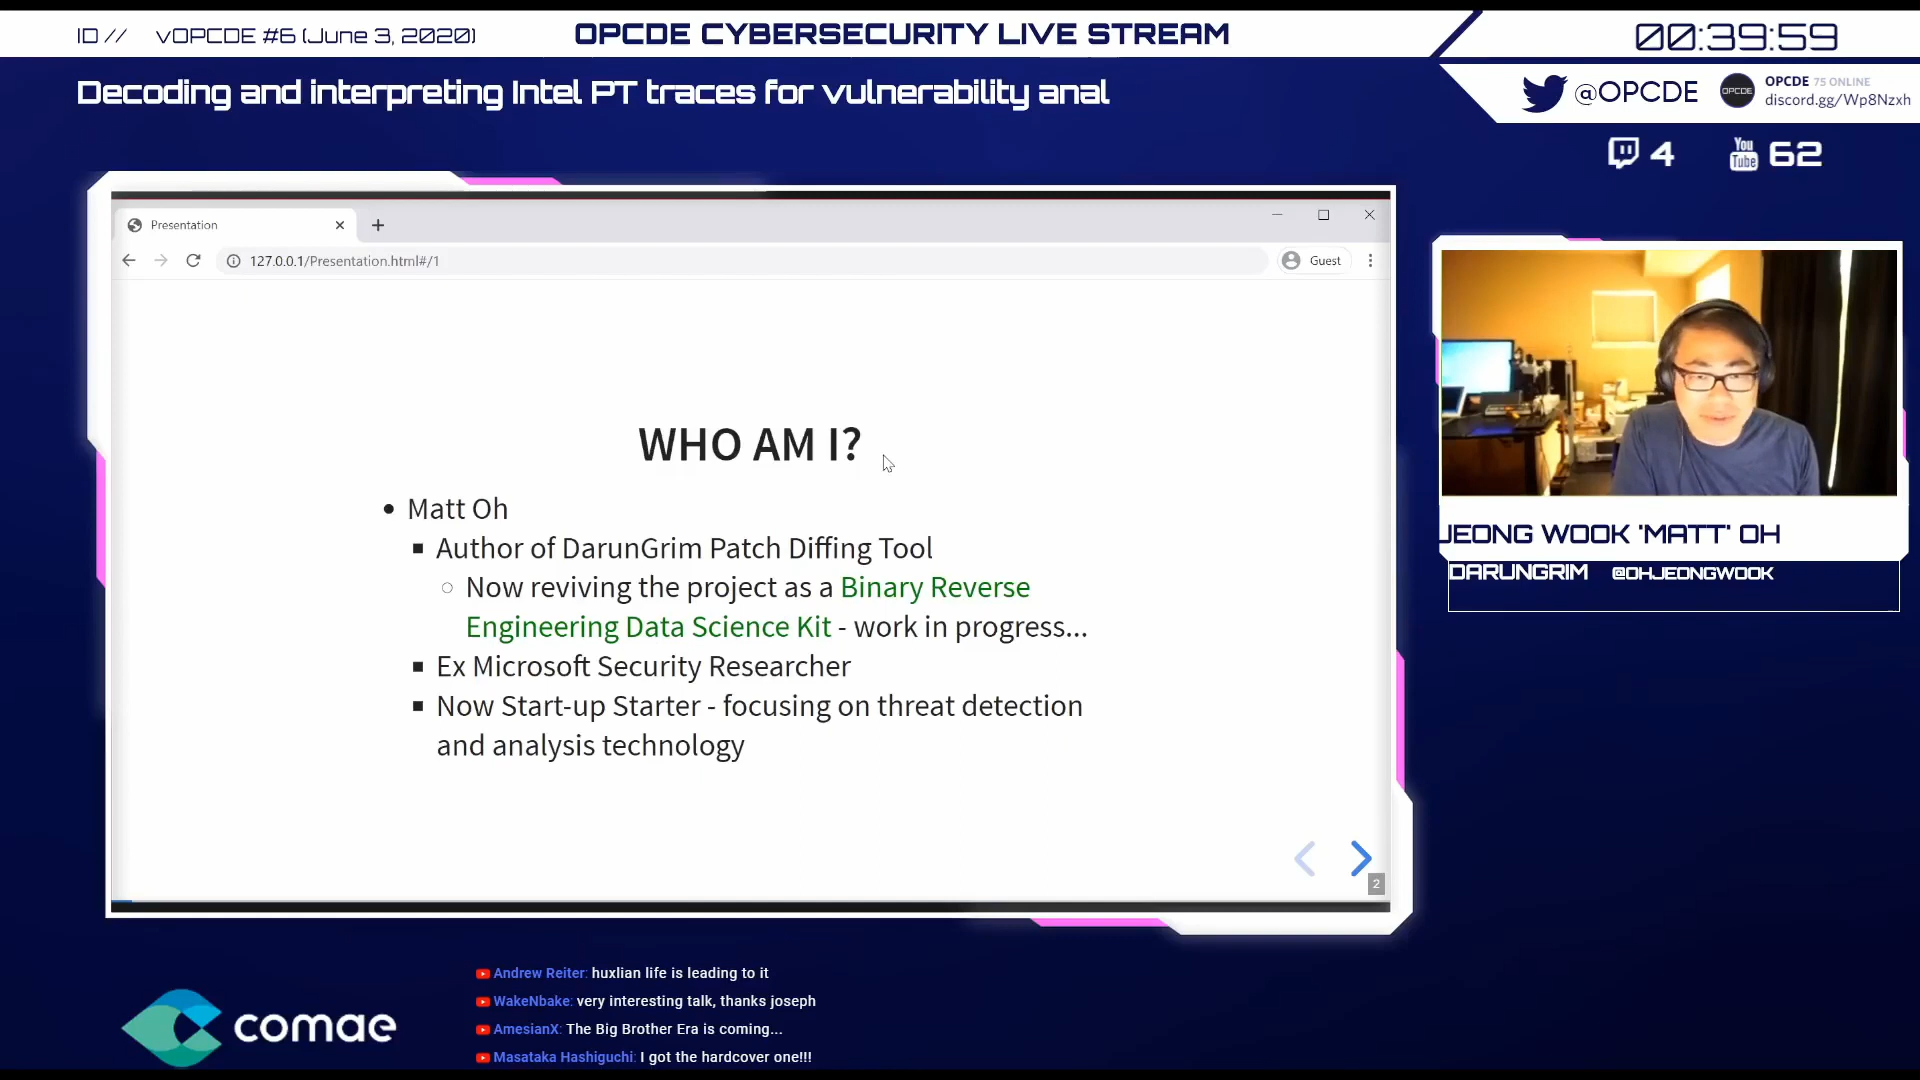 ID // vOPCDE #6 (June 3, 2020)
OPCDE CYBERSECURITY LIVE STREAM
00:39:59
Decoding and interpreting Intel PT traces for vulnerability anal
@OPCDE
OPCDE
OPCDE 75 ONLINE
discord.gg/Wp8Nzxh
4
You
Tube
62
Presentation
127.0.0.1/Presentation.html#/1
Guest
WHO AM I?
Matt Oh
Author of DarunGrim Patch Diffing Tool
Now reviving the project as a Binary Reverse
Engineering Data Science Kit - work in progress...
Ex Microsoft Security Researcher
Now Start-up Starter - focusing on threat detection
and analysis technology
2
JEONG WOOK 'MATT' OH
DARUNGRIM @OHJEONGWOOK
comae
Andrew Reiter: huxlian life is leading to it
WakeNbake: very interesting talk, thanks joseph
AmesianX: The Big Brother Era is coming...
Masataka Hashiguchi: I got the hardcover one!!!